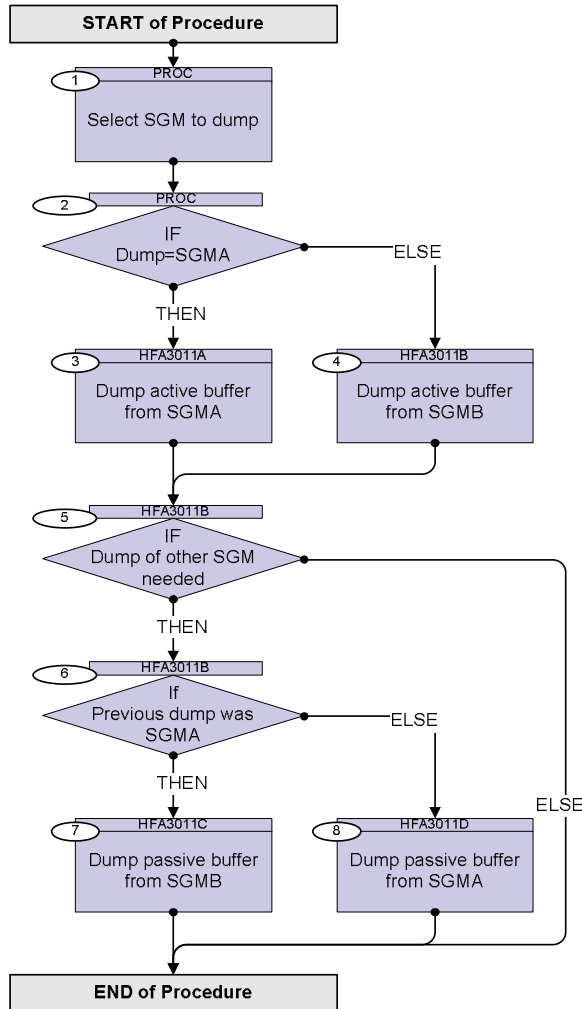 START of Procedure
PROC
1
Select SGM to dump
PROC
2
IF
Dump=SGMA
ELSE
THEN
HFA3011A
3
Dump active buffer
from SGMA
HFA3011B
4
Dump active buffer
from SGMB
HFA3011B
5
IF
Dump of other SGM
needed
THEN
HFA3011B
6
If
Previous dump was
SGMA
ELSE
THEN
ELSE
HFA3011C
7
Dump passive buffer
from SGMB
HFA3011D
8
Dump passive buffer
from SGMA
END of Procedure